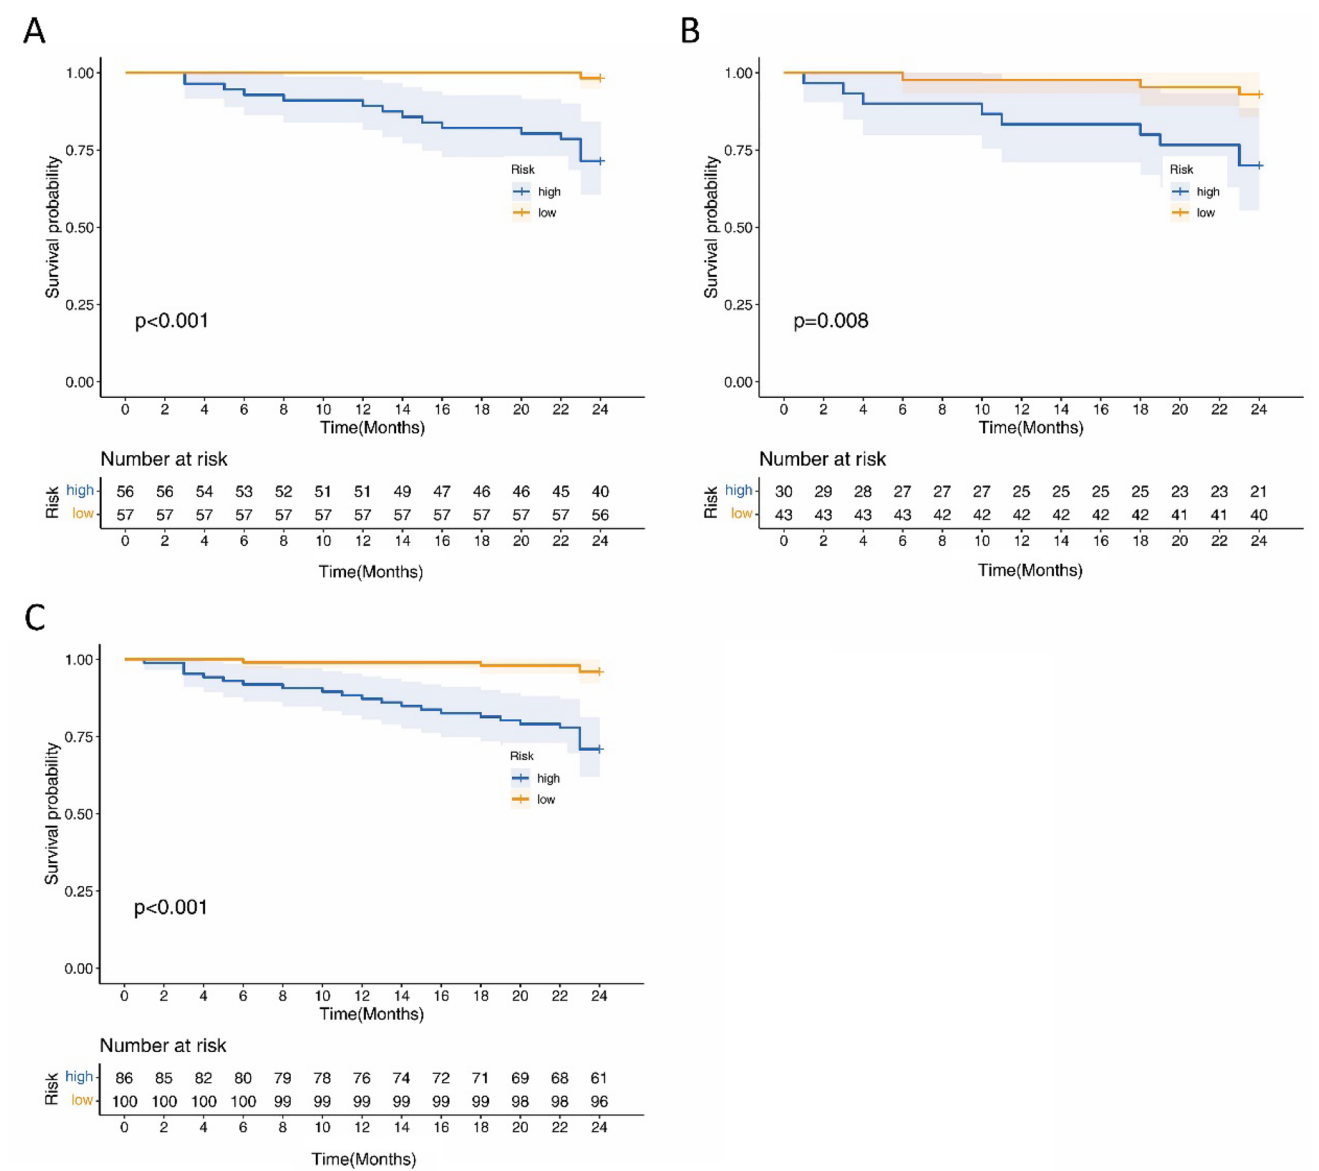 A
1.00
0.75
0.50
0.25
0.00
Survival probability
Risk
high
low
p<0.001
0 2 4 6 8 10 12 14 16 18 20 22 24
Time(Months)
Number at risk
Risk
high 56 56 54 53 52 51 51 49 47 46 46 45 40
low 57 57 57 57 57 57 57 57 57 57 57 57 56
0 2 4 6 8 10 12 14 16 18 20 22 24
Time(Months)
B
1.00
0.75
0.50
0.25
0.00
Survival probability
Risk
high
low
p=0.008
0 2 4 6 8 10 12 14 16 18 20 22 24
Time(Months)
Number at risk
Risk
high 30 29 28 27 27 27 25 25 25 25 23 23 21
low 43 43 43 43 42 42 42 42 42 42 41 41 40
0 2 4 6 8 10 12 14 16 18 20 22 24
Time(Months)
C
1.00
0.75
0.50
0.25
0.00
Survival probability
Risk
high
low
p<0.001
0 2 4 6 8 10 12 14 16 18 20 22 24
Time(Months)
Number at risk
Risk
high 86 85 82 80 79 78 76 74 72 71 69 68 61
low 100 100 100 100 99 99 99 99 99 99 98 98 96
0 2 4 6 8 10 12 14 16 18 20 22 24
Time(Months)